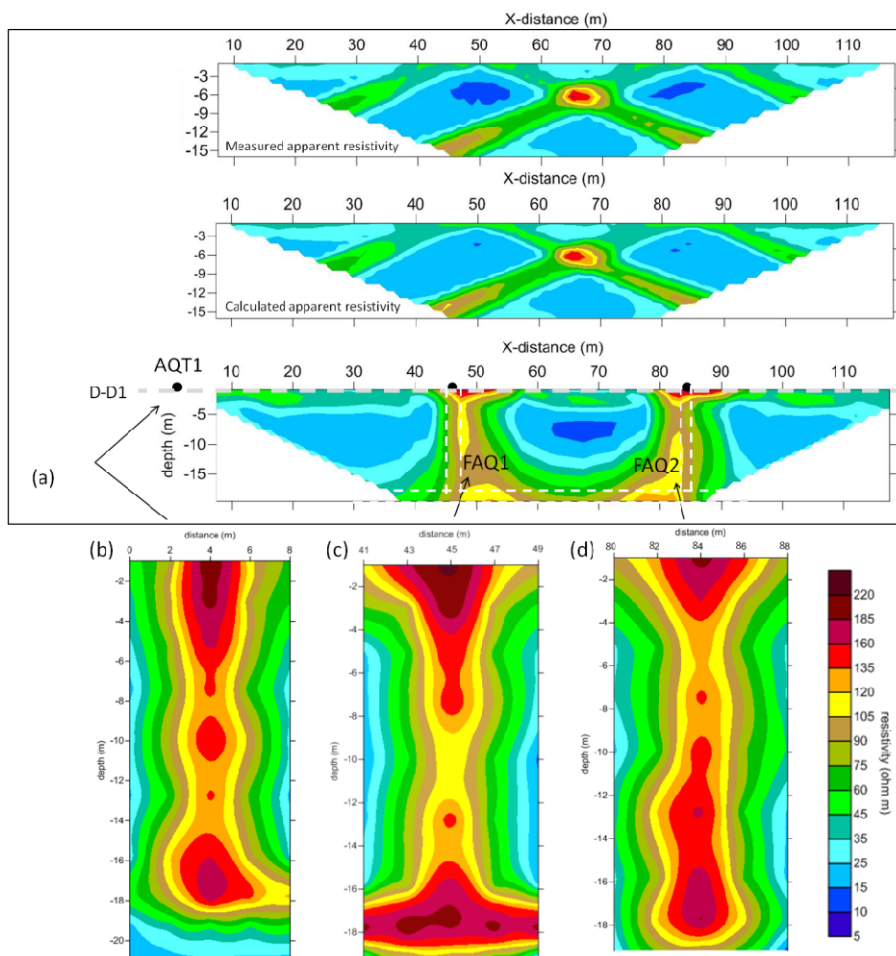 X-distance (m)
10 20 30 40 50 60 70 80 90 100 110
-3
-6
-9
-12
-15
Measured apparent resistivity
X-distance (m)
10 20 30 40 50 60 70 80 90 100 110
-3
-6
-9
-12
-15
Calculated apparent resistivity
X-distance (m)
AQT1
10 20 30 40 50 60 70 80 90 100 110
D-D1
-5
-10
-15
depth (m)
FAQ1
FAQ2
(a)
(b)
distance (m)
0 2 4 6 8
-2
-4
-6
-8
-10
-12
-14
-16
-18
-20
depth (m)
(c)
distance (m)
41 43 45 47 49
-2
-4
-6
-8
-10
-12
-14
-16
-18
depth (m)
(d)
distance (m)
80 82 84 86 88
-2
-4
-6
-8
-10
-12
-14
-16
-18
depth (m)
220
185
160
135
120
105
90
75
60
45
35
25
15
10
5
resistivity (ohm m)